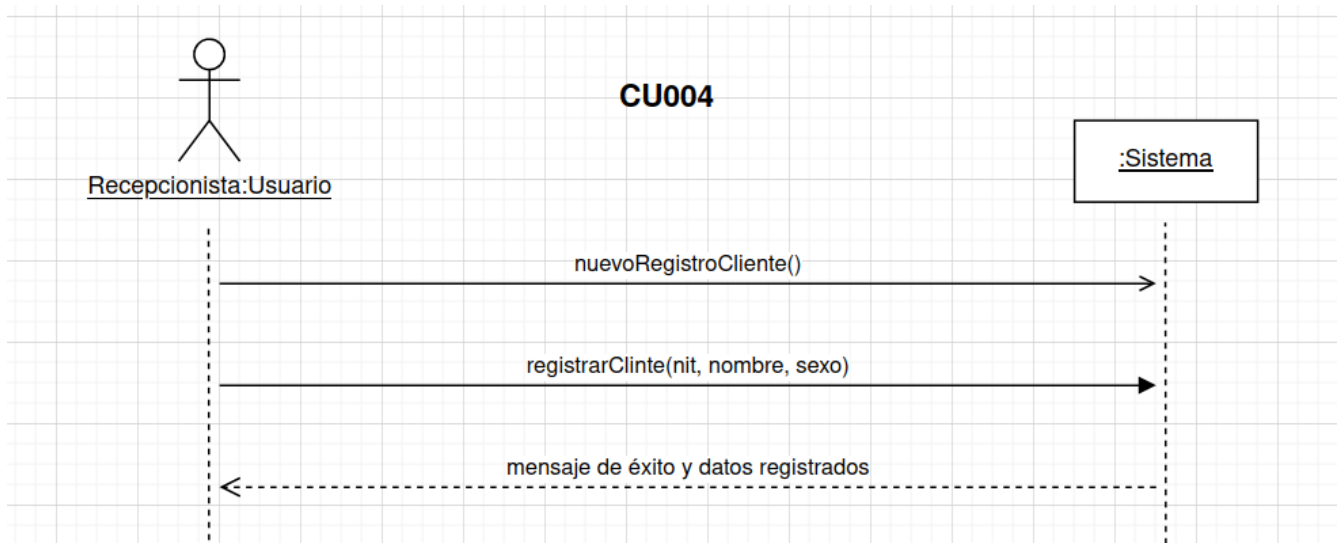 CU004
Recepcionista:Usuario
:Sistema
nuevoRegistroCliente()
registrarClinte(nit, nombre, sexo)
mensaje de éxito y datos registrados